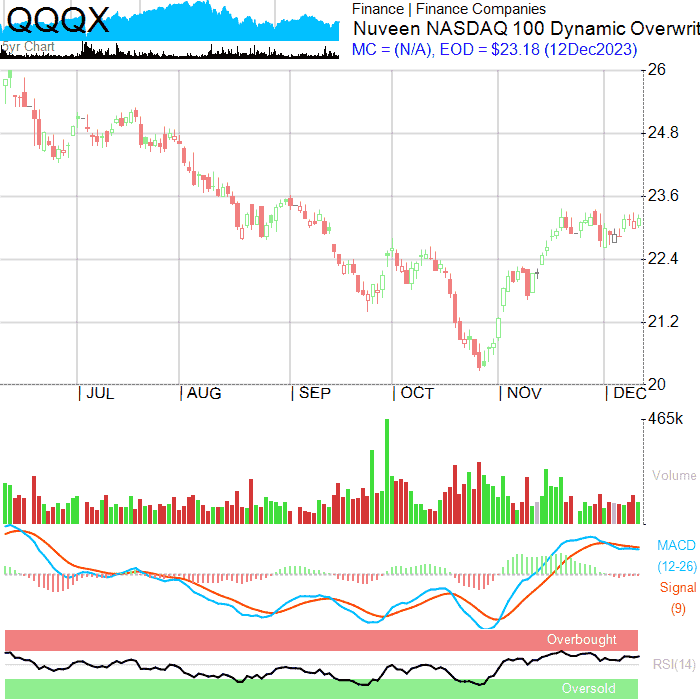 QQQX
5yr Chart
Finance | Finance Companies
Nuveen NASDAQ 100 Dynamic Overwrit
MC = (N/A), EOD = $23.18 (12Dec2023)
26
24.8
23.6
22.4
21.2
20
JUL
AUG
SEP
OCT
NOV
DEC
465k
Volume
MACD
(12-26)
Signal
(9)
Overbought
RSI(14)
Oversold